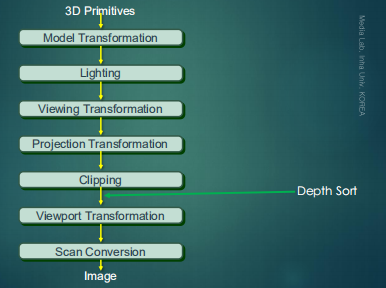 3D Primitives
Model Transformation
Lighting
Viewing Transformation
Projection Transformation
Clipping
Depth Sort
Viewport Transformation
Scan Conversion
Image
Media Lab. Inha Univ. KOREA